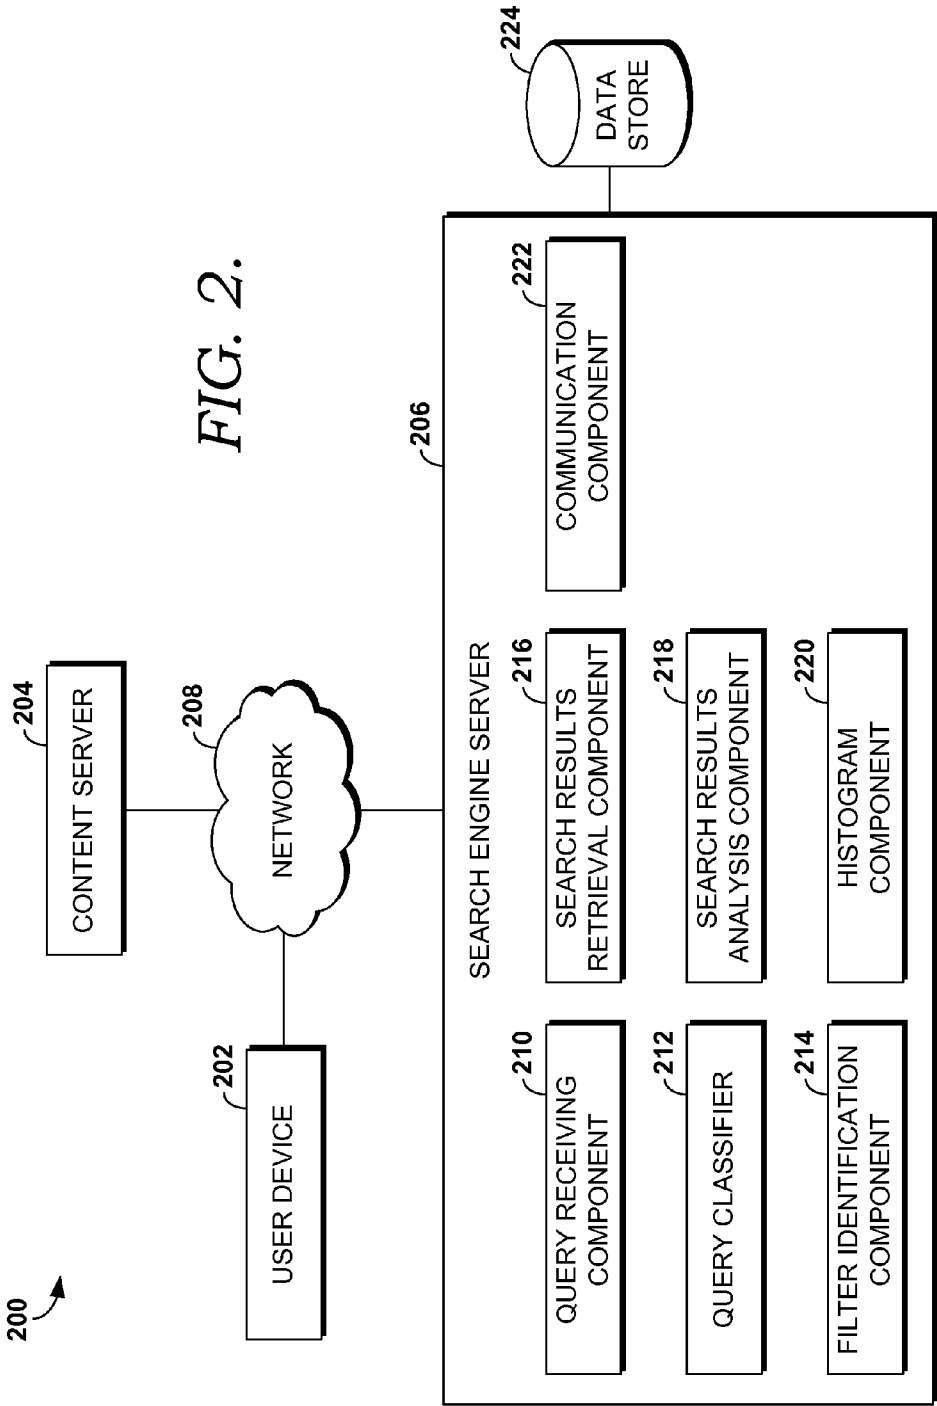 200
204
CONTENT SERVER
FIG. 2.
202
USER DEVICE
208
NETWORK
206
SEARCH ENGINE SERVER
210
QUERY RECEIVING
COMPONENT
216
SEARCH RESULTS
RETRIEVAL COMPONENT
222
COMMUNICATION
COMPONENT
224
DATA
STORE
212
QUERY CLASSIFIER
218
SEARCH RESULTS
ANALYSIS COMPONENT
214
FILTER IDENTIFICATION
COMPONENT
220
HISTOGRAM
COMPONENT